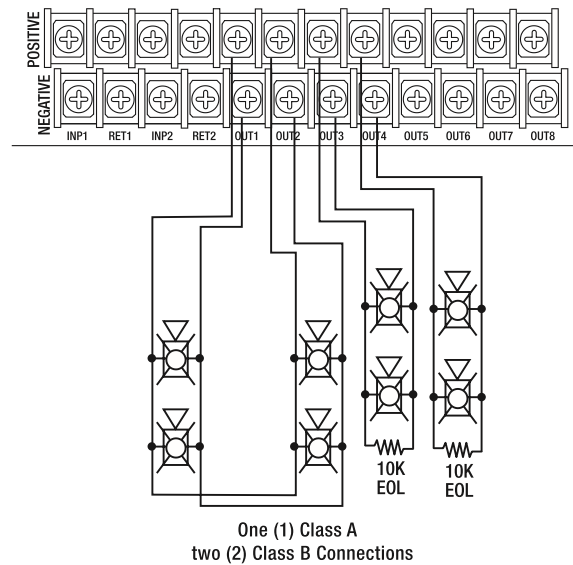 POSITIVE
NEGATIVE
INP1 RET1 INP2 RET2 OUT1 OUT2 OUT3 OUT4 OUT5 OUT6 OUT7 OUT8
10K
EOL
10K
EOL
One (1) Class A
two (2) Class B Connections